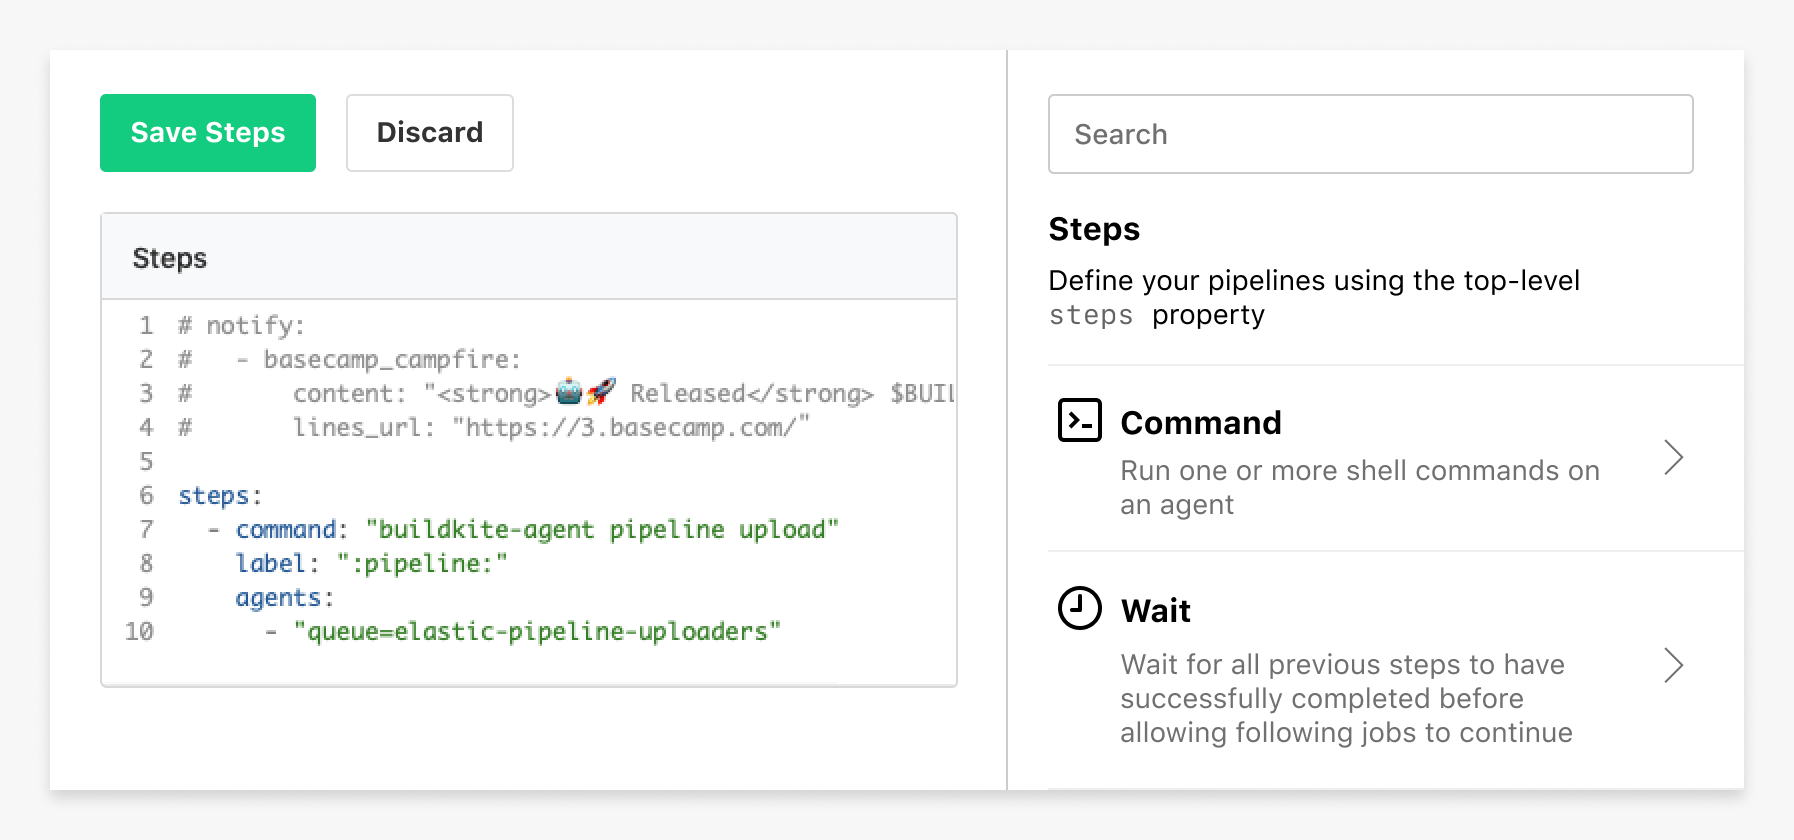 Save Steps
Discard
Steps
1 # notify:
2 #   - basecamp_campfire:
3 #       content: "<strong>🤖🚀 Released</strong> $BUIL
4 #       lines_url: "https://3.basecamp.com/"
5
6 steps:
7   - command: "buildkite-agent pipeline upload"
8     label: ":pipeline:"
9     agents:
10       - "queue=elastic-pipeline-uploaders"
Search
Steps
Define your pipelines using the top-level
steps property
Command
Run one or more shell commands on
an agent
Wait
Wait for all previous steps to have
successfully completed before
allowing following jobs to continue